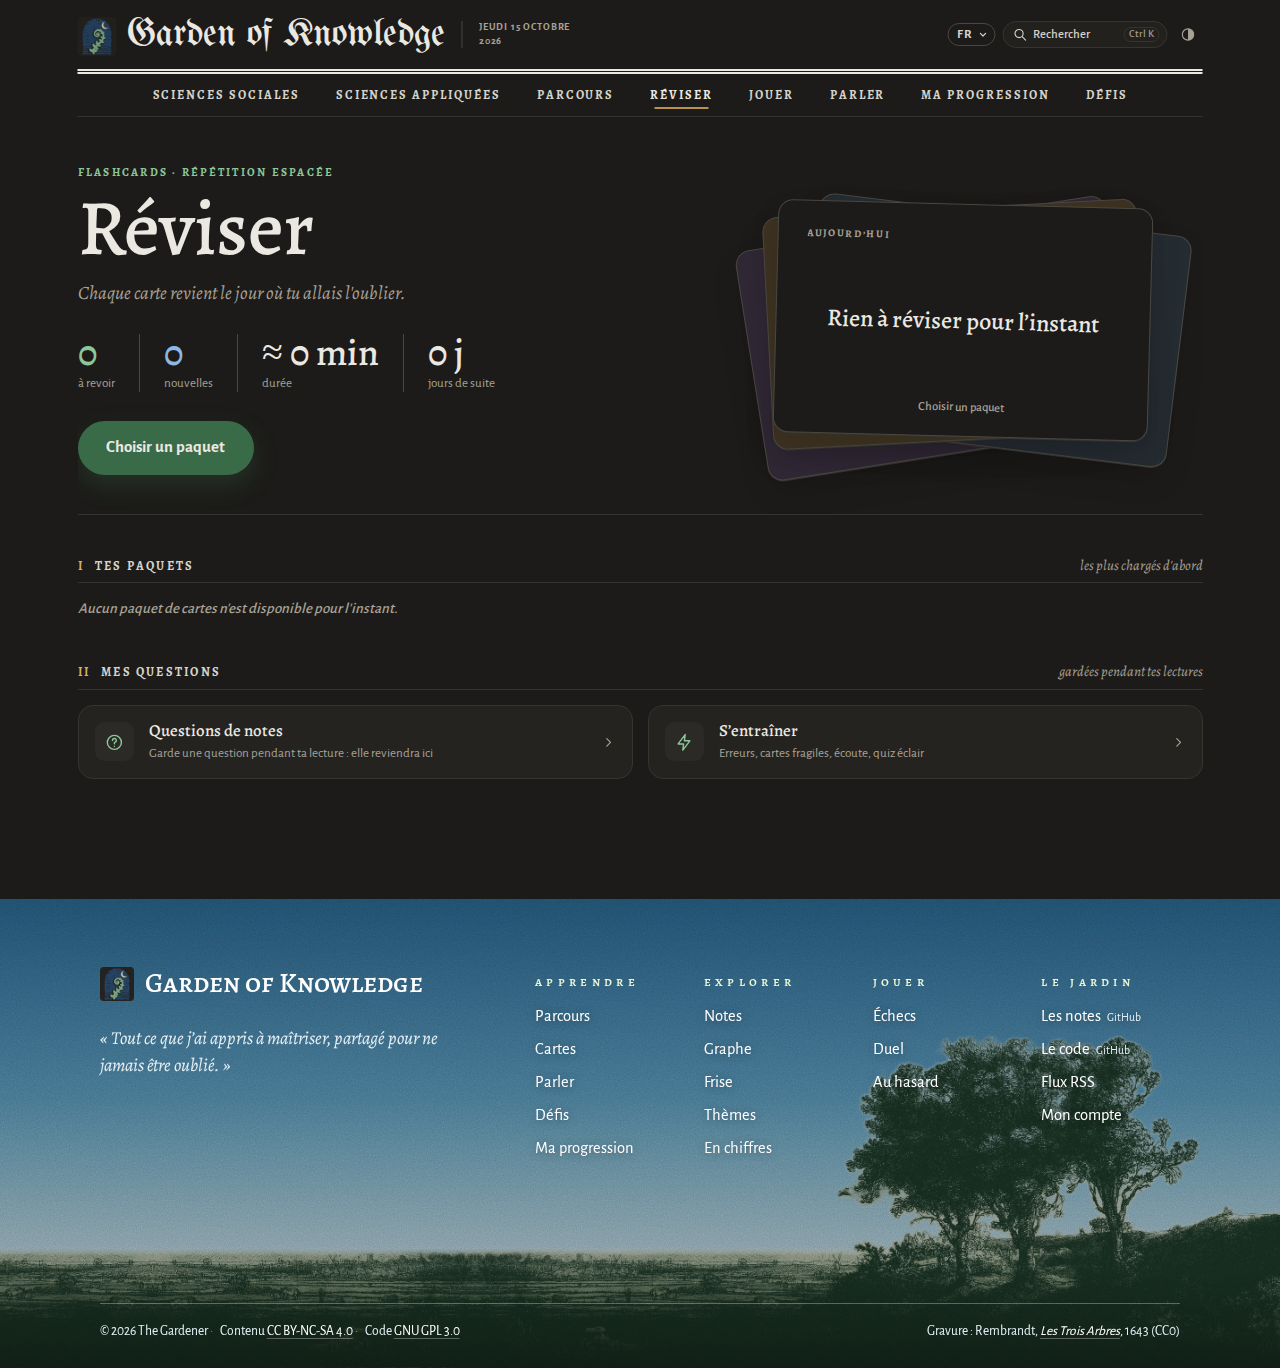 Garden of Knowledge
JEUDI 15 OCTOBRE
2026
FR
Rechercher
Ctrl K
SCIENCES SOCIALES
SCIENCES APPLIQUÉES
PARCOURS
RÉVISER
JOUER
PARLER
MA PROGRESSION
DÉFIS
FLASHCARDS · RÉPÉTITION ESPACÉE
Réviser
Chaque carte revient le jour où tu allais l'oublier.
0
à revoir
0
nouvelles
≈ 0 min
durée
0 j
jours de suite
Choisir un paquet
AUJOURD'HUI
Rien à réviser pour l’instant
Choisir un paquet
I TES PAQUETS
les plus chargés d'abord
Aucun paquet de cartes n'est disponible pour l'instant.
II MES QUESTIONS
gardées pendant tes lectures
Questions de notes
Garde une question pendant ta lecture : elle reviendra ici
S’entraîner
Erreurs, cartes fragiles, écoute, quiz éclair
Garden of Knowledge
« Tout ce que j’ai appris à maîtriser, partagé pour ne
jamais être oublié. »
APPRENDRE
Parcours
Cartes
Parler
Défis
Ma progression
EXPLORER
Notes
Graphe
Frise
Thèmes
En chiffres
JOUER
Échecs
Duel
Au hasard
LE JARDIN
Les notes GitHub
Le code GitHub
Flux RSS
Mon compte
© 2026 The Gardener · Contenu CC BY-NC-SA 4.0 · Code GNU GPL 3.0
Gravure : Rembrandt, Les Trois Arbres, 1643 (CC0)